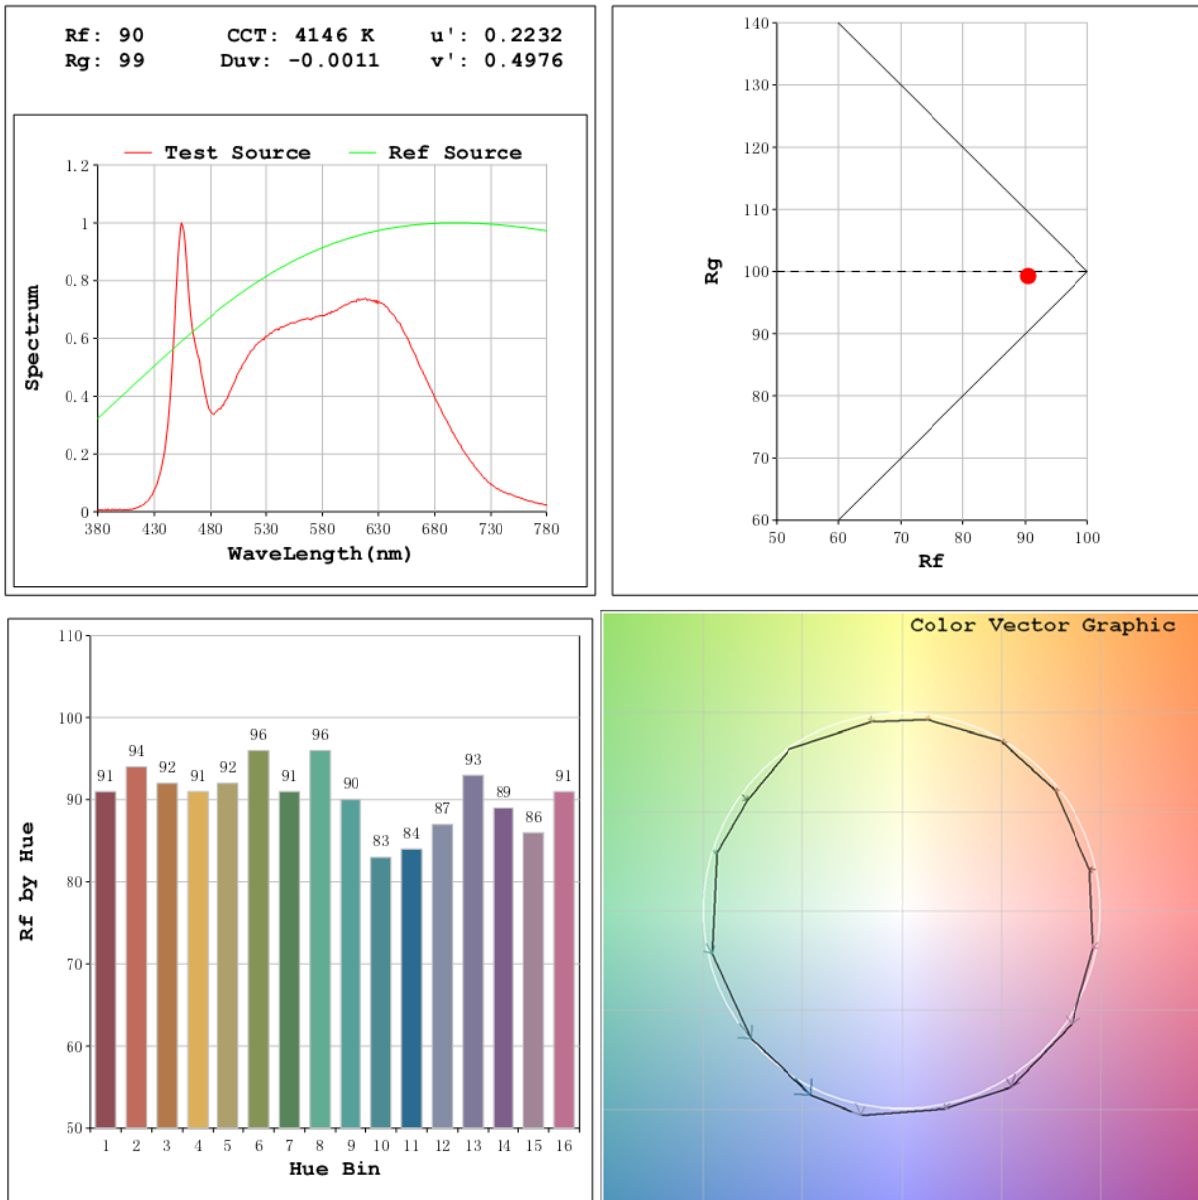 Rf: 90 CCT: 4146 K u': 0.2232
Rg: 99 Duv: -0.0011 v': 0.4976
Test Source Ref Source
1.2
1
0.8
0.6
0.4
0.2
0
Spectrum
380 430 480 530 580 630 680 730 780
WaveLength(nm)
140
130
120
110
100
90
80
70
60
Rg
50 60 70 80 90 100
Rf
110
100
90
80
70
60
50
Rf by Hue
91 94 92 91 92 96 91 96 90 83 84 87 93 89 86 91
1 2 3 4 5 6 7 8 9 10 11 12 13 14 15 16
Hue Bin
Color Vector Graphic